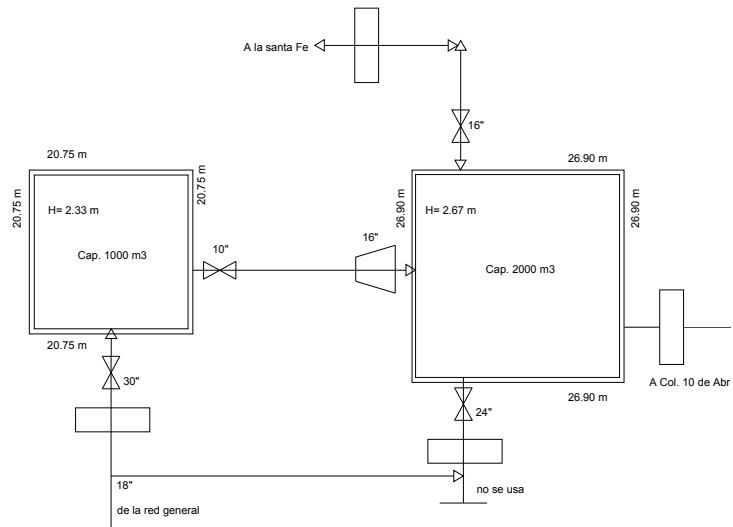 A la santa Fe
16"
20.75 m
20.75 m
20.75 m
H= 2.33 m
Cap. 1000 m3
20.75 m
10"
16"
26.90 m
26.90 m
26.90 m
H= 2.67 m
Cap. 2000 m3
A Col. 10 de Abr
26.90 m
30"
24"
18"
de la red general
no se usa